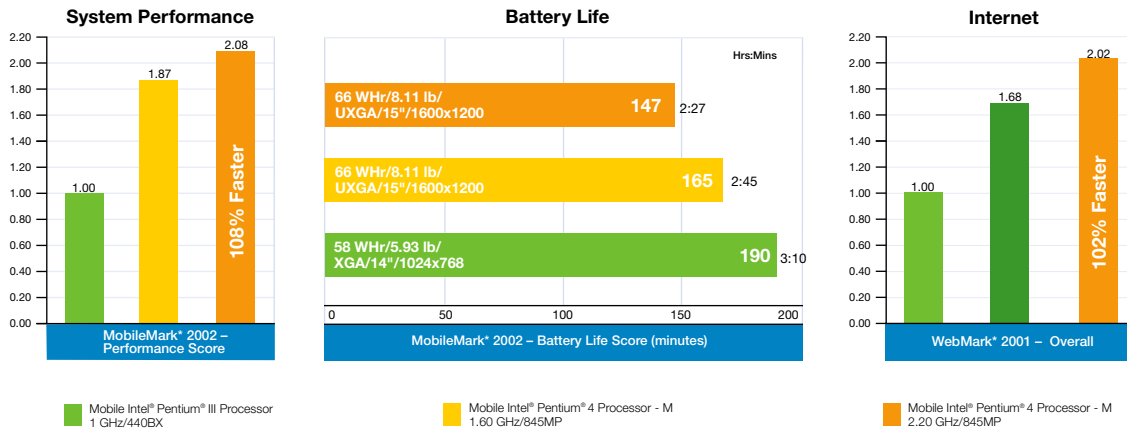 System Performance
2.20
2.00
1.80
1.60
1.40
1.20
1.00
0.80
0.60
0.40
0.20
0.00
1.00
1.87
2.08
108% Faster
MobileMark* 2002 –
Performance Score
Battery Life
Hrs:Mins
66 WHr/8.11 lb/
UXGA/15"/1600x1200
147
2:27
66 WHr/8.11 lb/
UXGA/15"/1600x1200
165
2:45
58 WHr/5.93 lb/
XGA/14"/1024x768
190
3:10
0 50 100 150 200
MobileMark* 2002 – Battery Life Score (minutes)
Internet
2.20
2.00
1.80
1.60
1.40
1.20
1.00
0.80
0.60
0.40
0.20
0.00
1.00
1.68
2.02
102% Faster
WebMark* 2001 – Overall
Mobile Intel® Pentium® III Processor
1 GHz/440BX
Mobile Intel® Pentium® 4 Processor - M
1.60 GHz/845MP
Mobile Intel® Pentium® 4 Processor - M
2.20 GHz/845MP